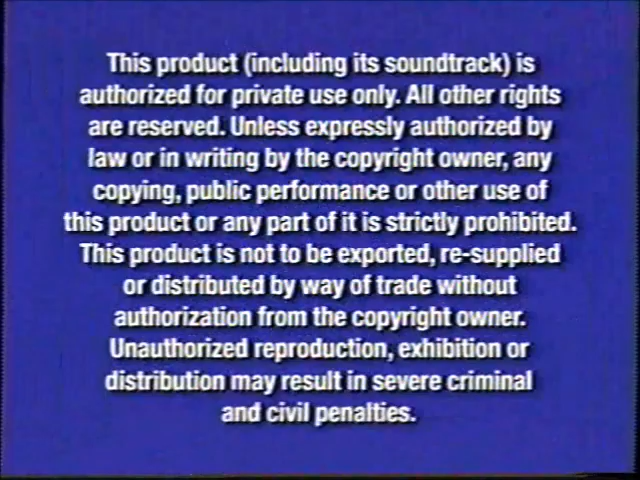 This product (including its soundtrack) is
authorized for private use only. All other rights
are reserved. Unless expressly authorized by
law or in writing by the copyright owner, any
copying, public performance or other use of
this product or any part of it is strictly prohibited.
This product is not to be exported, re-supplied
or distributed by way of trade without
authorization from the copyright owner.
Unauthorized reproduction, exhibition or
distribution may result in severe criminal
and civil penalties.